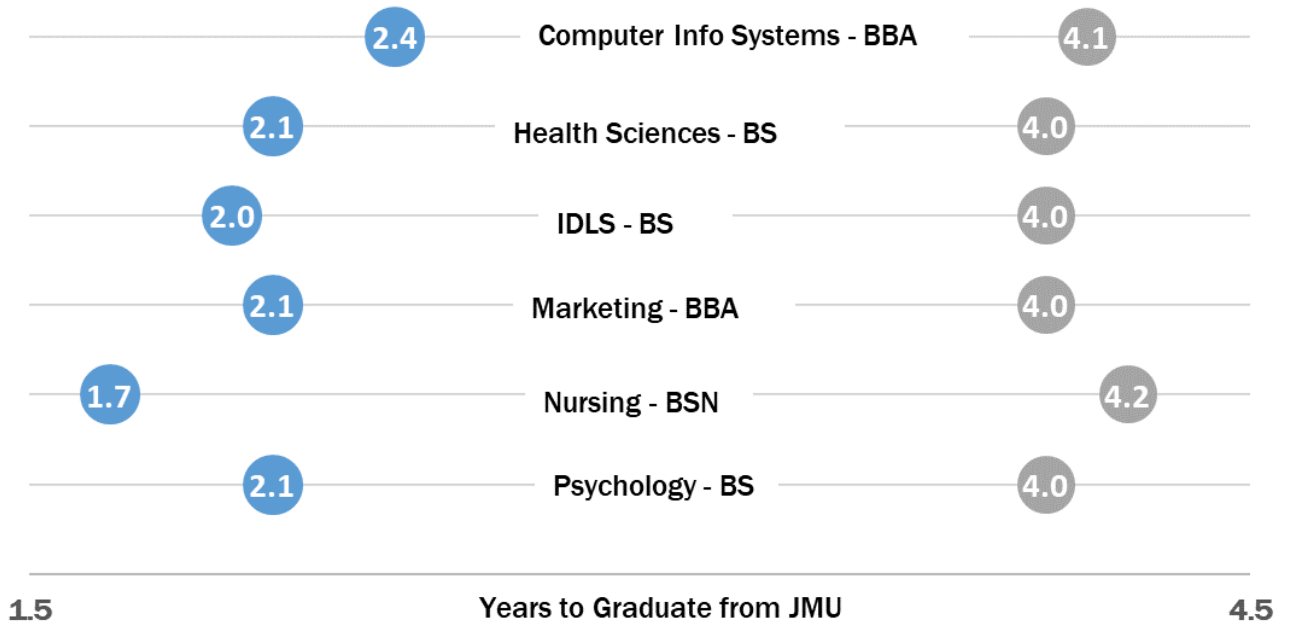 2.4 Computer Info Systems - BBA 4.1
2.1 Health Sciences - BS 4.0
2.0 IDLS - BS 4.0
2.1 Marketing - BBA 4.0
1.7 Nursing - BSN 4.2
2.1 Psychology - BS 4.0
1.5 Years to Graduate from JMU 4.5